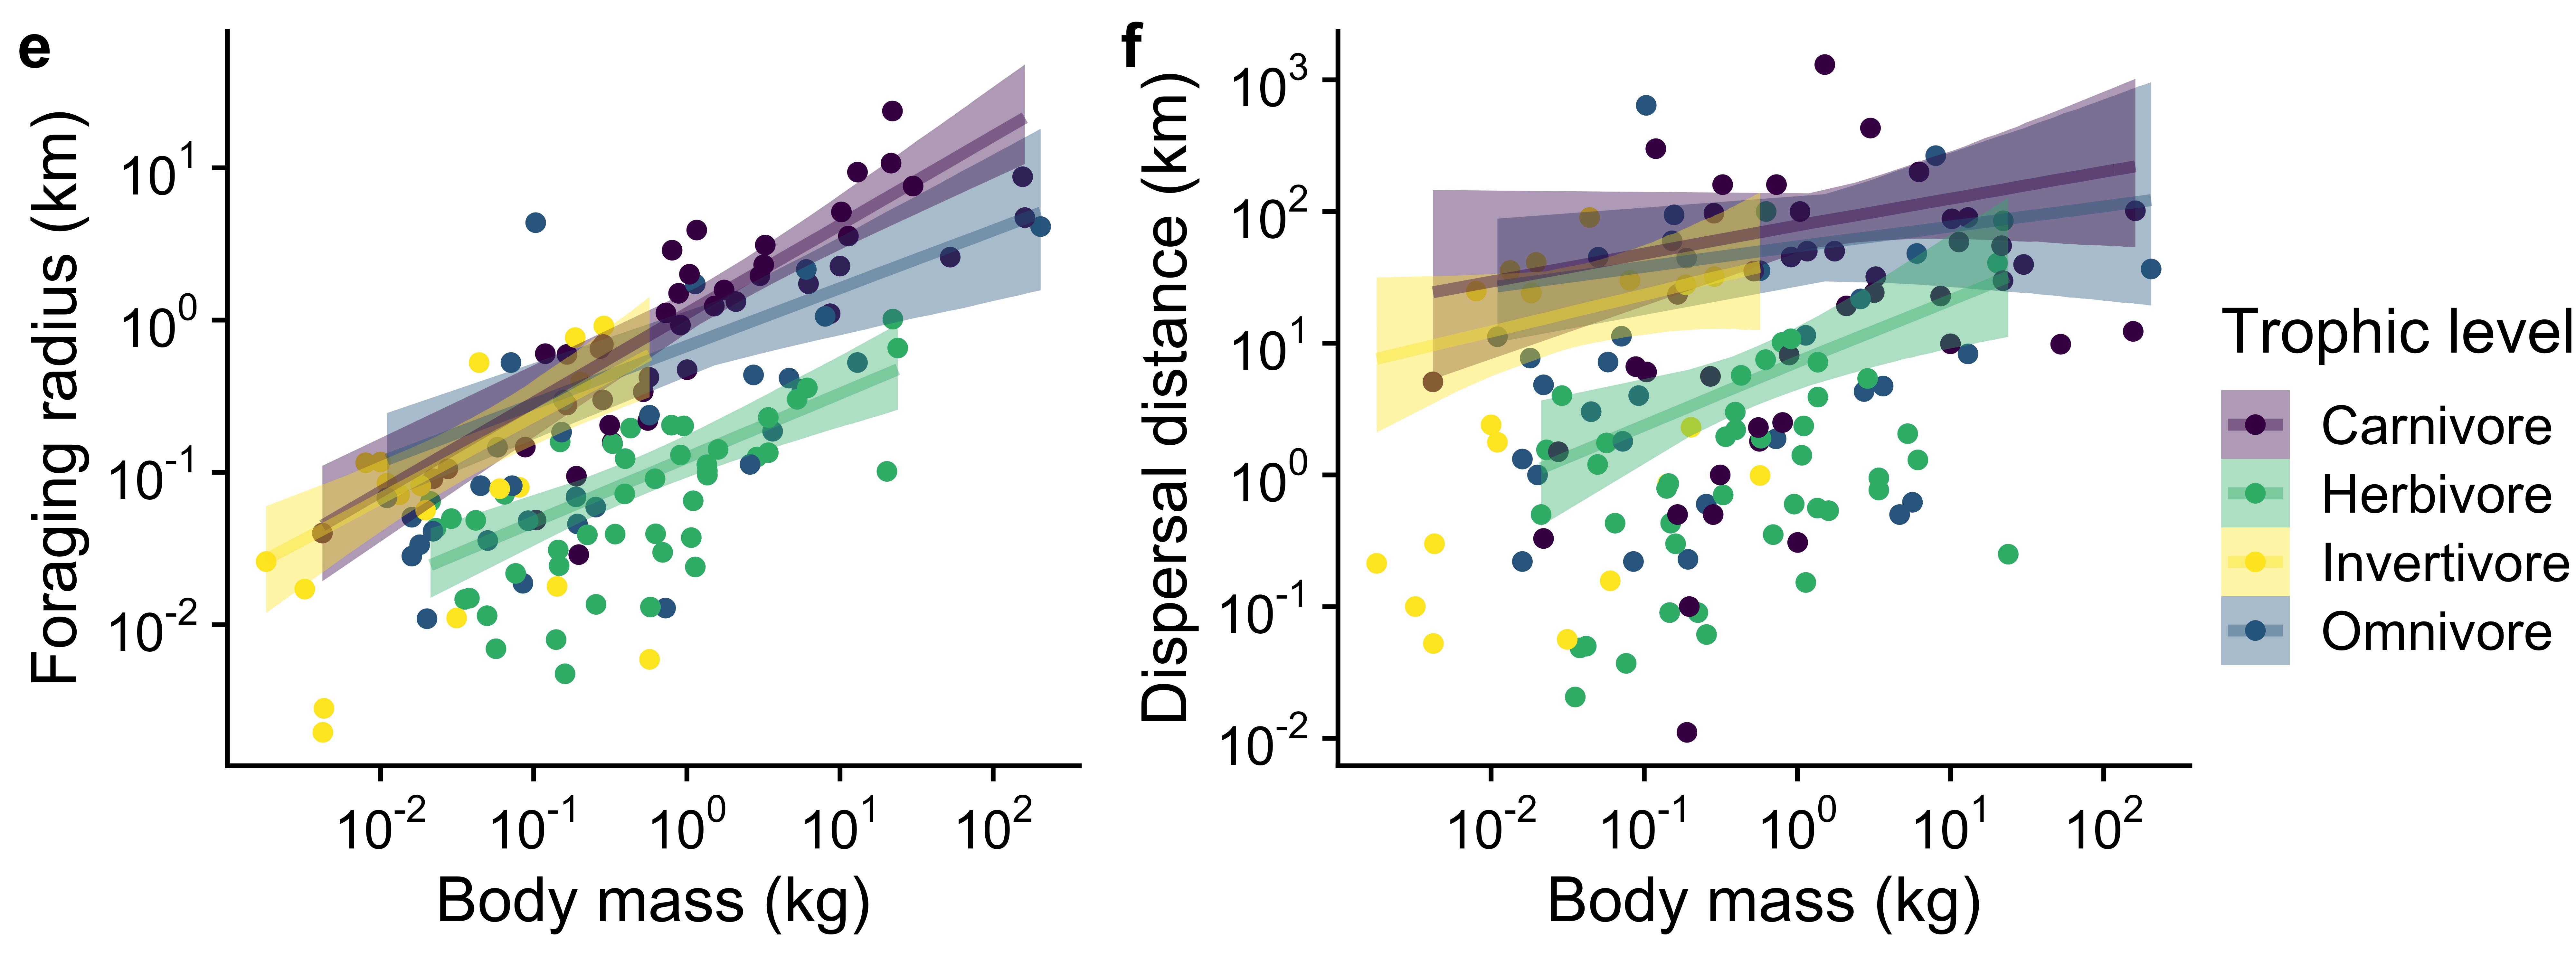 e
Foraging radius (km)
10^1
10^0
10^-1
10^-2
10^-2 10^-1 10^0 10^1 10^2
Body mass (kg)
f
Dispersal distance (km)
10^3
10^2
10^1
10^0
10^-1
10^-2
10^-2 10^-1 10^0 10^1 10^2
Body mass (kg)
Trophic level
Carnivore
Herbivore
Invertivore
Omnivore